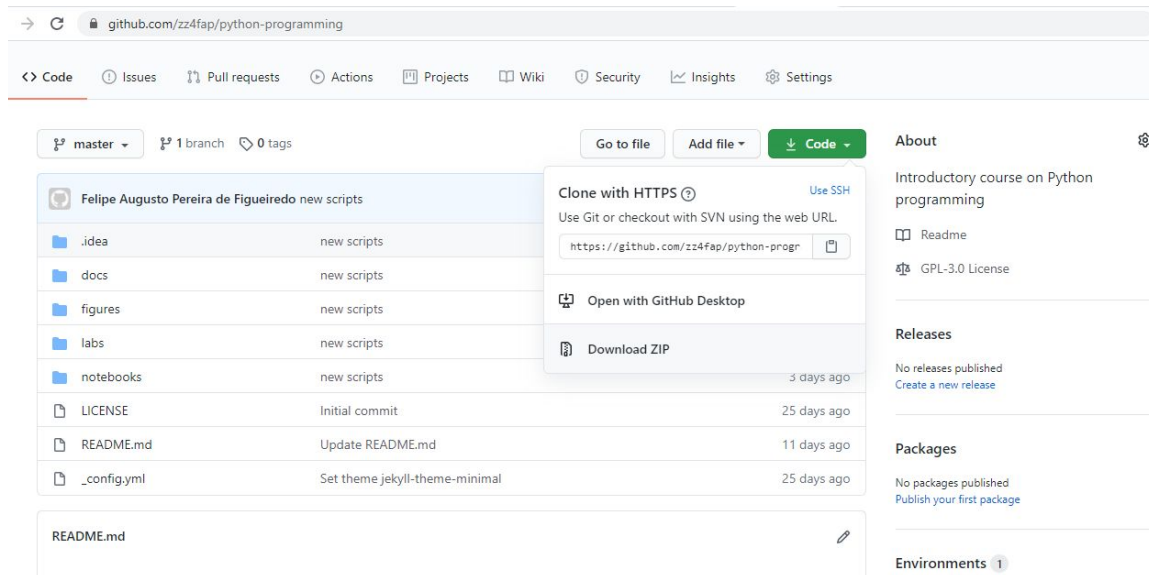 github.com/zz4fap/python-programming
Code Issues Pull requests Actions Projects Wiki Security Insights Settings
master 1 branch 0 tags Go to file Add file Code
Felipe Augusto Pereira de Figueiredo new scripts
.idea new scripts
docs new scripts
figures new scripts
labs new scripts
notebooks new scripts 3 days ago
LICENSE Initial commit 25 days ago
README.md Update README.md 11 days ago
_config.yml Set theme jekyll-theme-minimal 25 days ago
README.md
Clone with HTTPS ? Use SSH
Use Git or checkout with SVN using the web URL.
https://github.com/zz4fap/python-progr
Open with GitHub Desktop
Download ZIP
About
Introductory course on Python
programming
Readme
GPL-3.0 License
Releases
No releases published
Create a new release
Packages
No packages published
Publish your first package
Environments 1